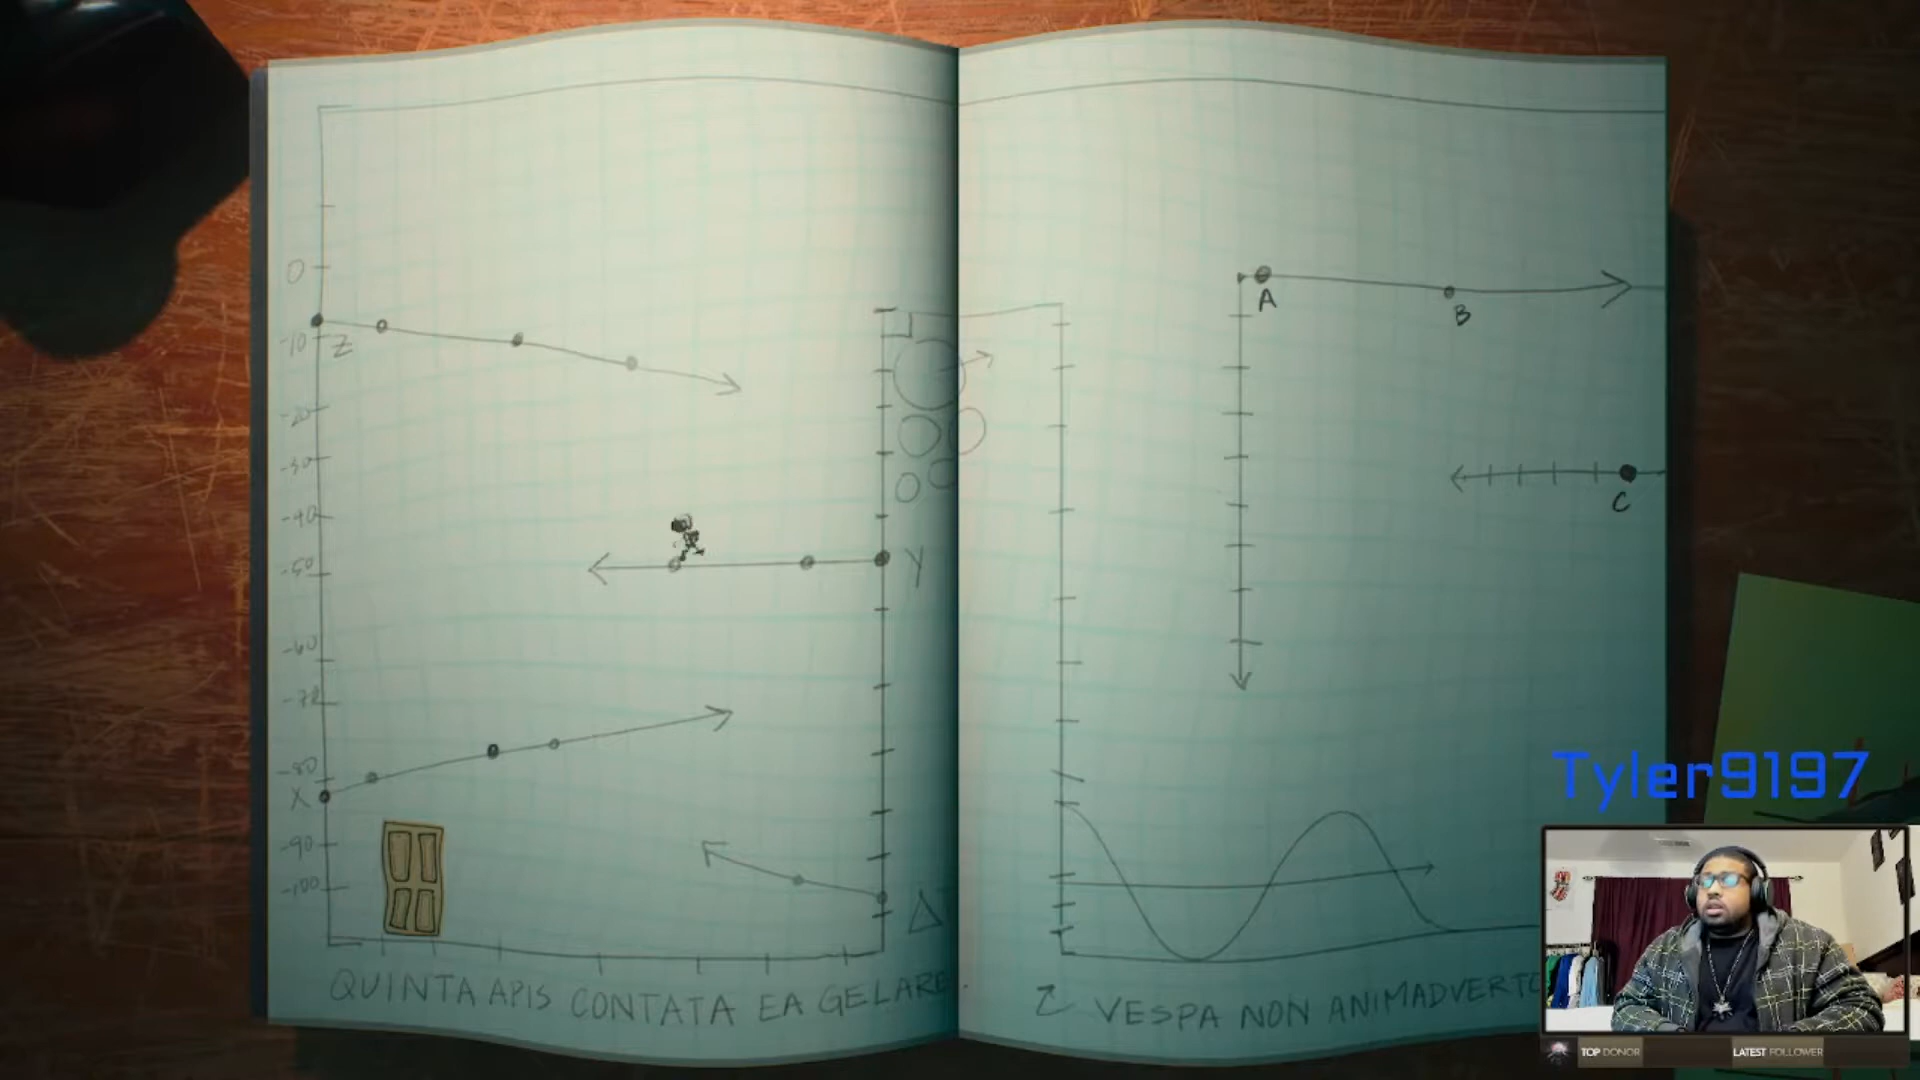 0
-10
Z
-20
-30
-40
-50
Y
-60
-80
X
-90
-100
Δ
QUINTA APIS CONTATA EA GELARE
A
B
C
VESPA NON ANIMADVERTO
Tyler9197
TOP DONOR
LATEST FOLLOWER